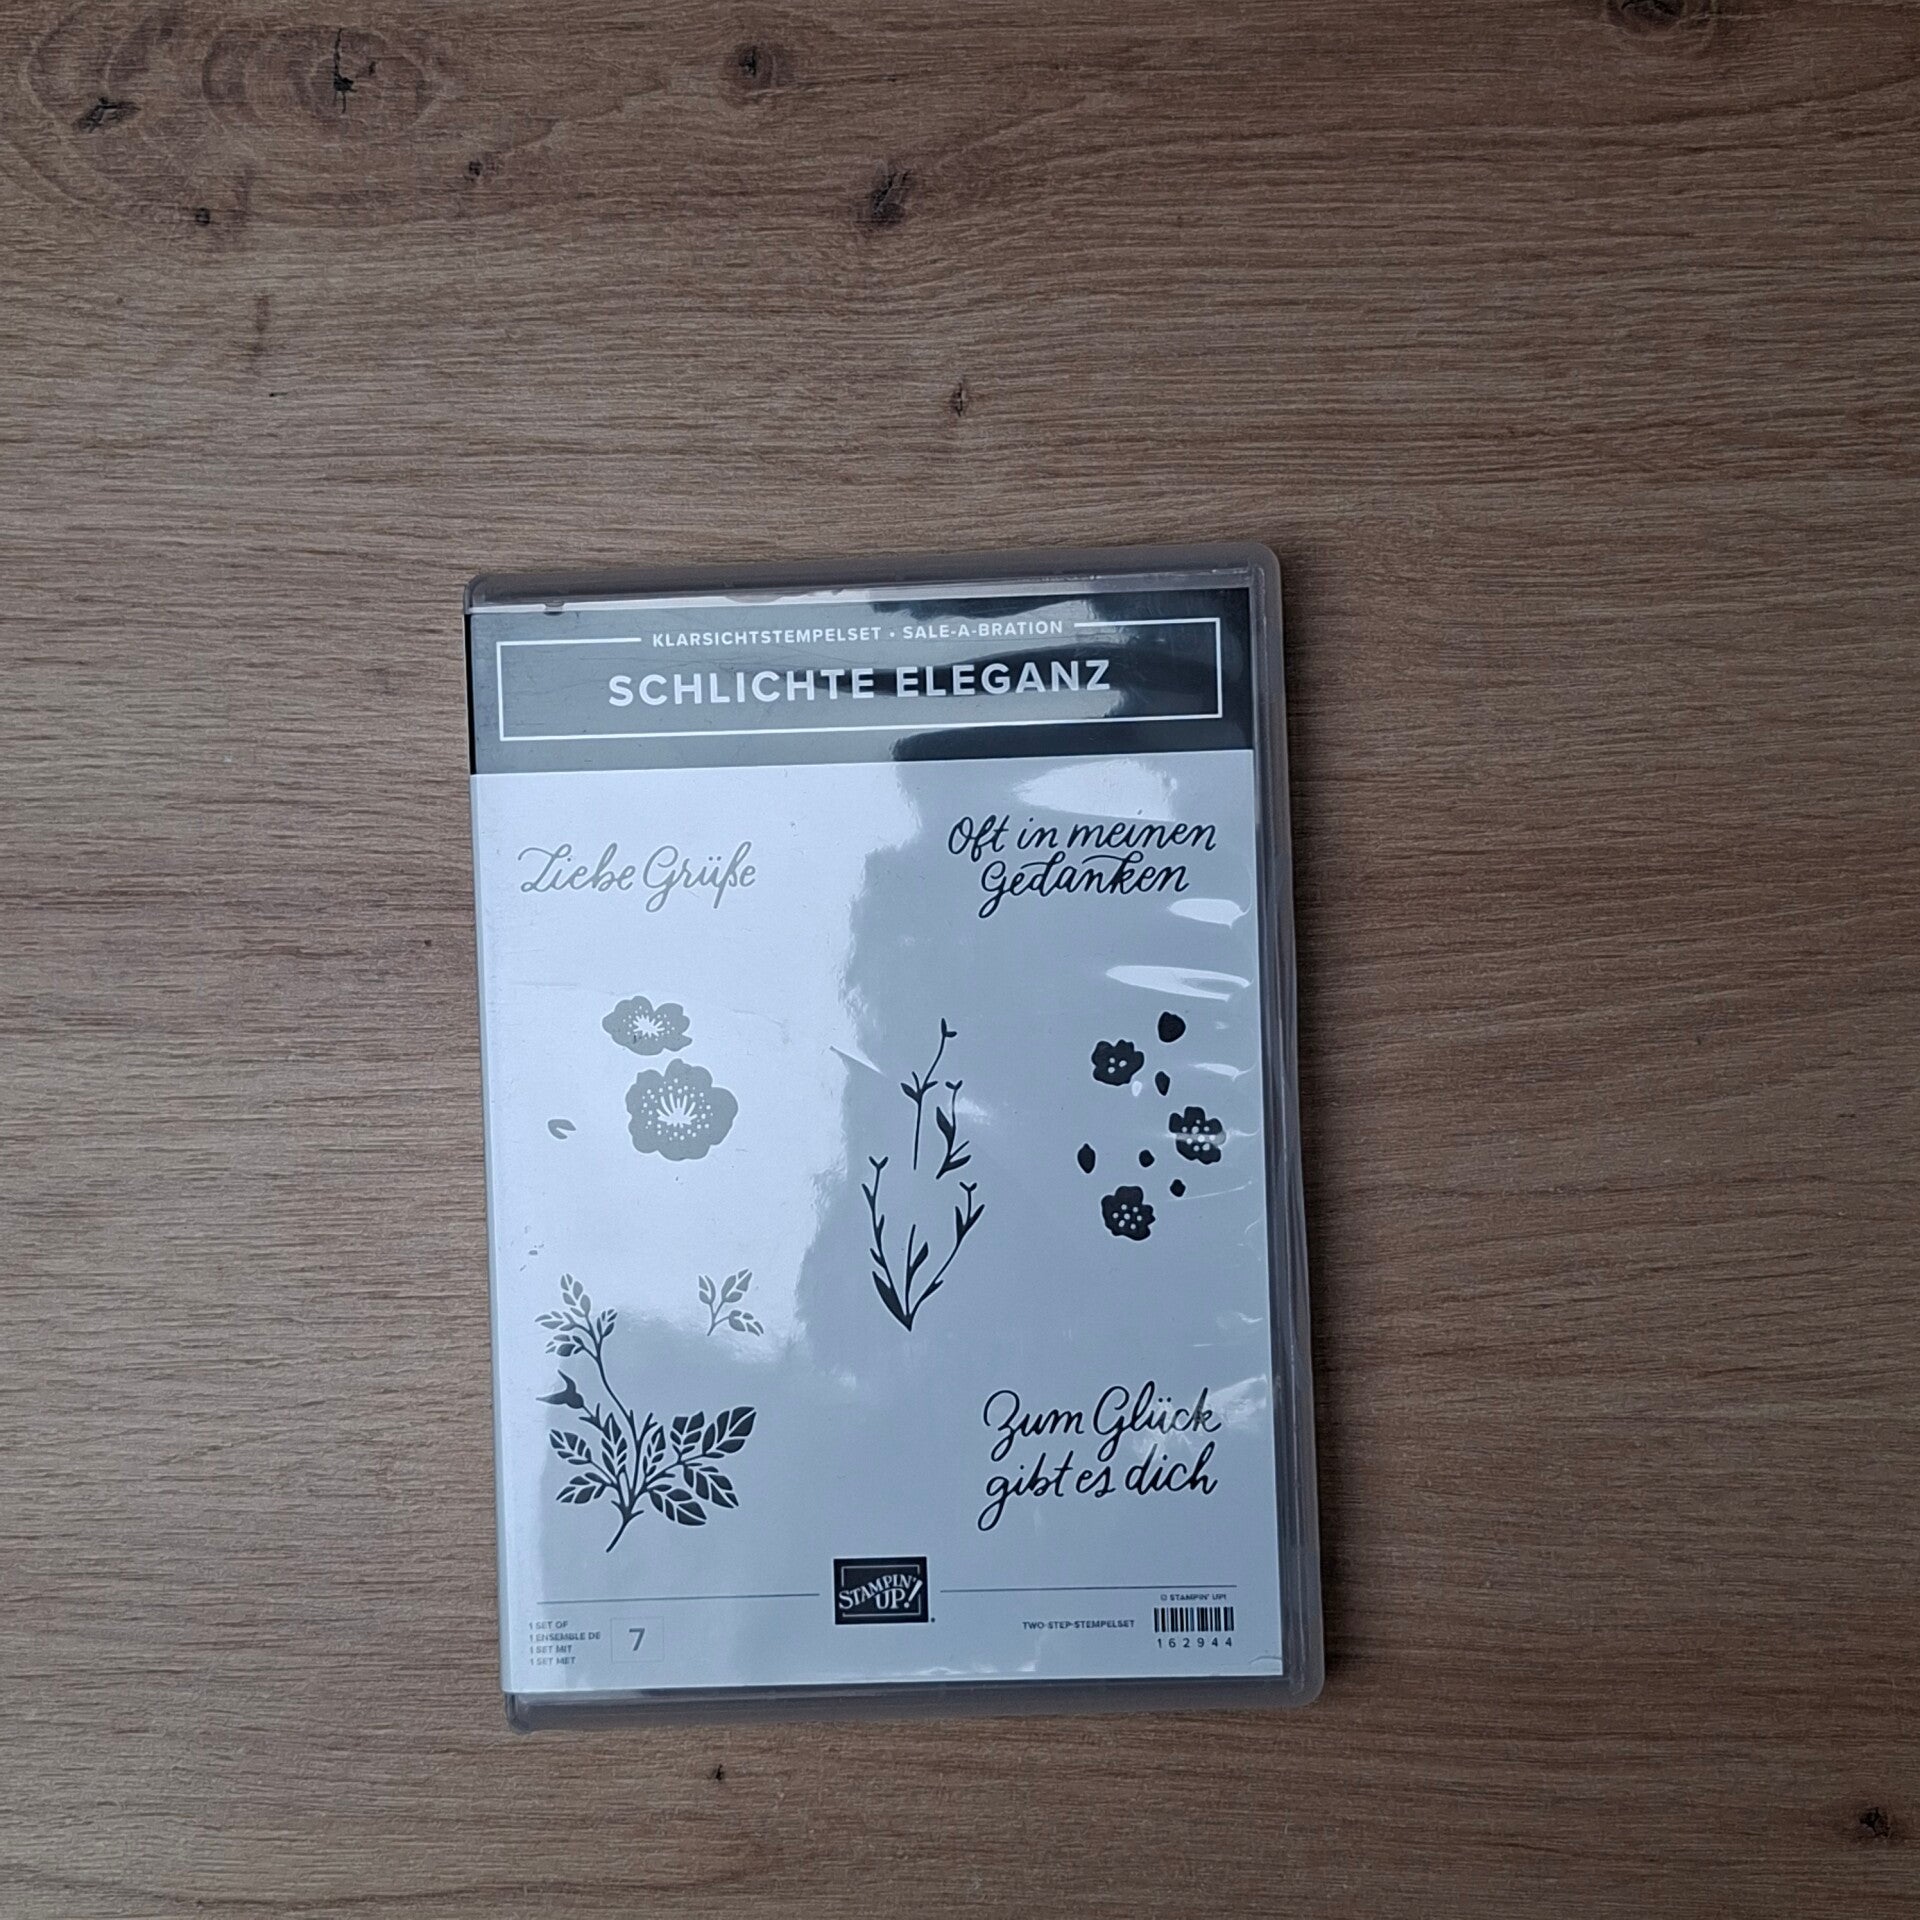 KLARSICHTSTEMPELSET • SALE-A-BRATION
SCHLICHTE ELEGANZ
Liebe Grüße
Oft in meinen
Gedanken
Zum Glück
gibt es dich
STAMPIN'
UP!
1 SET OF
1 ENSEMBLE DE
1 SET MIT
1 SET MET
7
TWO-STEP-STEMPELSET
© STAMPIN' UP!
162944